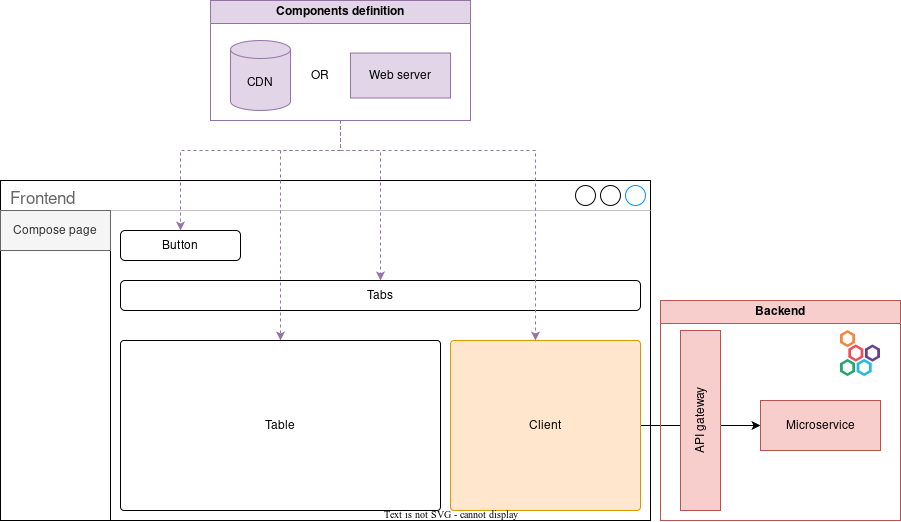 Components definition
CDN
OR
Web server
Frontend
Compose page
Button
Tabs
Backend
Table
Client
API gateway
Microservice
Text is not SVG - cannot display